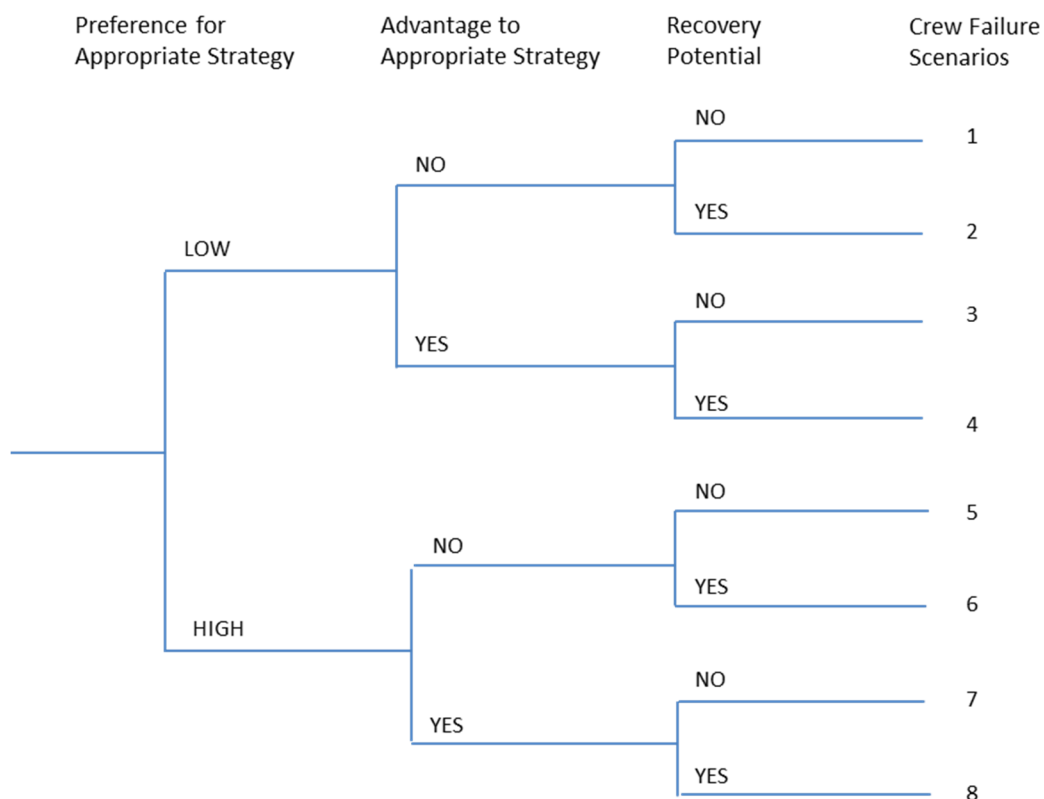 Preference for
Appropriate Strategy
Advantage to
Appropriate Strategy
Recovery
Potential
Crew Failure
Scenarios
NO
1
NO
YES
2
LOW
NO
3
YES
YES
4
NO
5
NO
YES
6
HIGH
NO
7
YES
YES
8